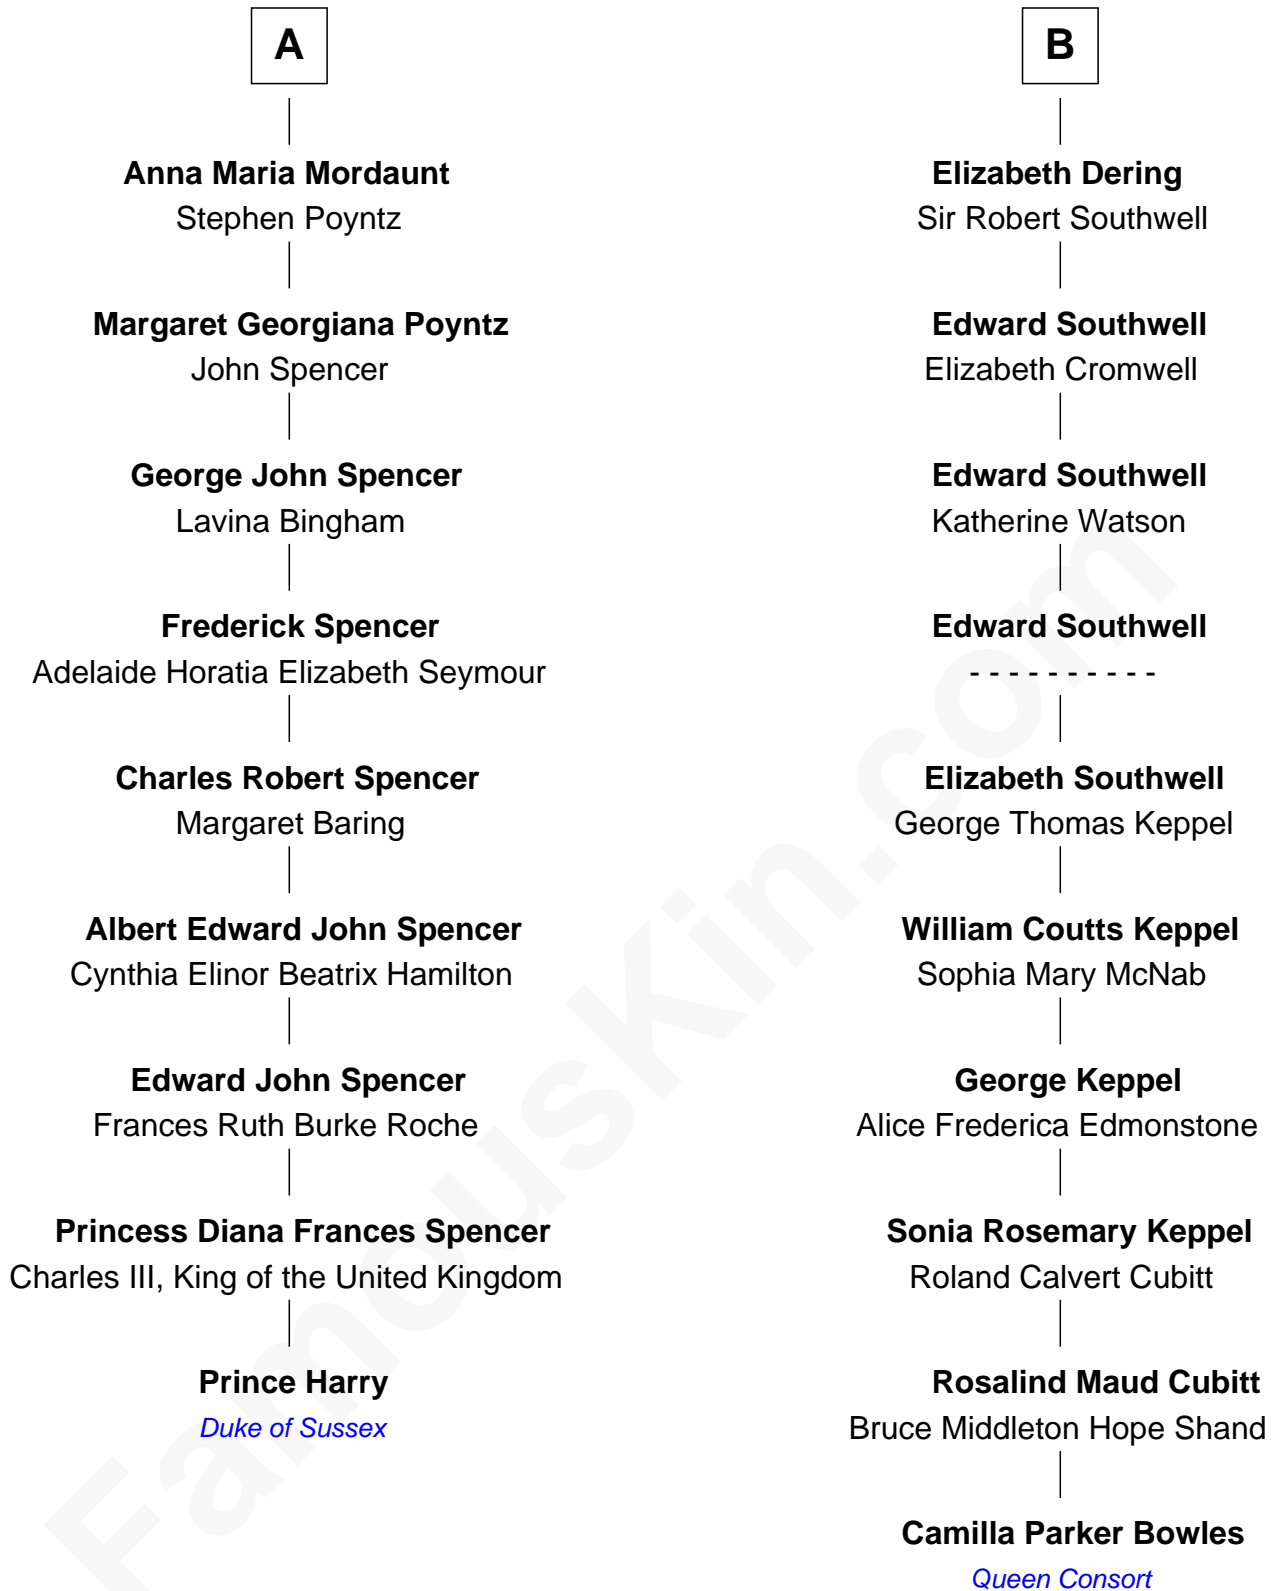 A
Anna Maria Mordaunt
Stephen Poyntz
Margaret Georgiana Poyntz
John Spencer
George John Spencer
Lavina Bingham
Frederick Spencer
Adelaide Horatia Elizabeth Seymour
Charles Robert Spencer
Margaret Baring
Albert Edward John Spencer
Cynthia Elinor Beatrix Hamilton
Edward John Spencer
Frances Ruth Burke Roche
Princess Diana Frances Spencer
Charles III, King of the United Kingdom
Prince Harry
Duke of Sussex
B
Elizabeth Dering
Sir Robert Southwell
Edward Southwell
Elizabeth Cromwell
Edward Southwell
Katherine Watson
Edward Southwell
- - - - - - - - - -
Elizabeth Southwell
George Thomas Keppel
William Coutts Keppel
Sophia Mary McNab
George Keppel
Alice Frederica Edmonstone
Sonia Rosemary Keppel
Roland Calvert Cubitt
Rosalind Maud Cubitt
Bruce Middleton Hope Shand
Camilla Parker Bowles
Queen Consort
FamousKin.com